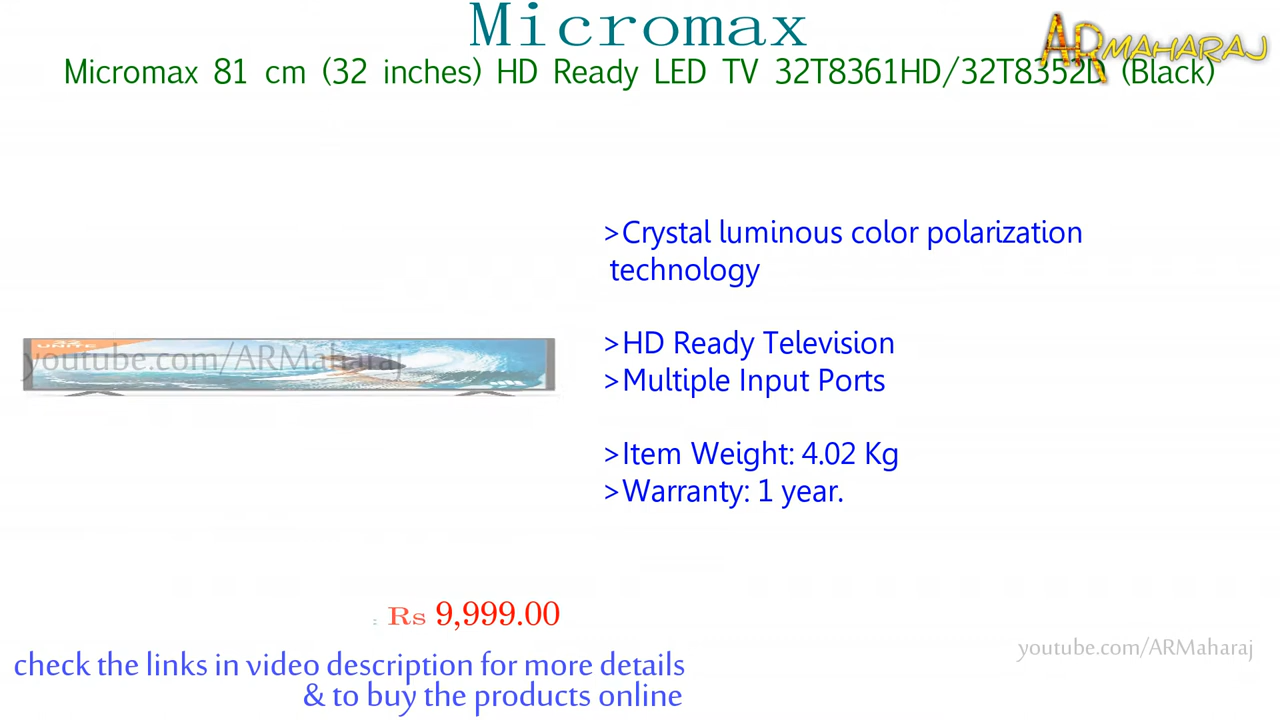 Micromax
ARMAHARAJ
Micromax 81 cm (32 inches) HD Ready LED TV 32T8361HD/32T8352D (Black)
>Crystal luminous color polarization
technology
>HD Ready Television
>Multiple Input Ports
UNITE
youtube.com/ARMaharaj
>Item Weight: 4.02 Kg
>Warranty: 1 year.
: Rs 9,999.00
youtube.com/ARMaharaj
check the links in video description for more details
& to buy the products online